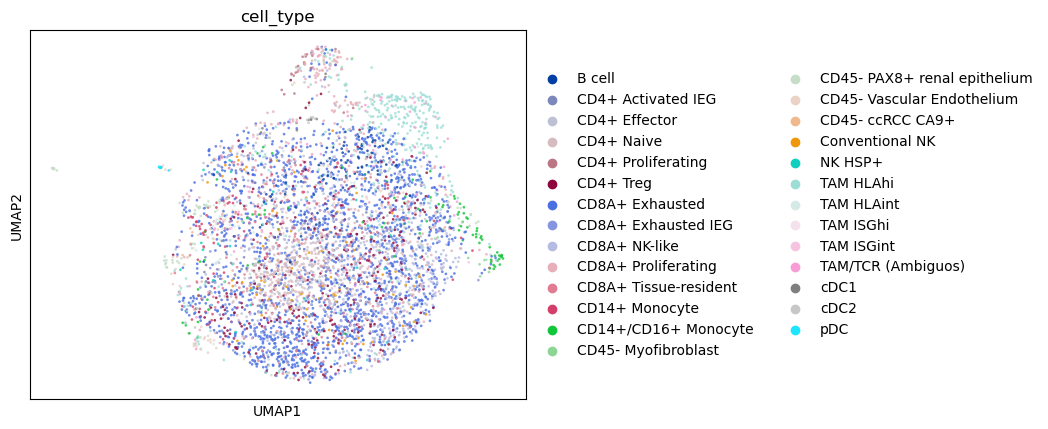 cell_type
UMAP2
UMAP1
B cell
CD4+ Activated IEG
CD4+ Effector
CD4+ Naive
CD4+ Proliferating
CD4+ Treg
CD8A+ Exhausted
CD8A+ Exhausted IEG
CD8A+ NK-like
CD8A+ Proliferating
CD8A+ Tissue-resident
CD14+ Monocyte
CD14+/CD16+ Monocyte
CD45- Myofibroblast
CD45- PAX8+ renal epithelium
CD45- Vascular Endothelium
CD45- ccRCC CA9+
Conventional NK
NK HSP+
TAM HLAhi
TAM HLAint
TAM ISGhi
TAM ISGint
TAM/TCR (Ambiguos)
cDC1
cDC2
pDC